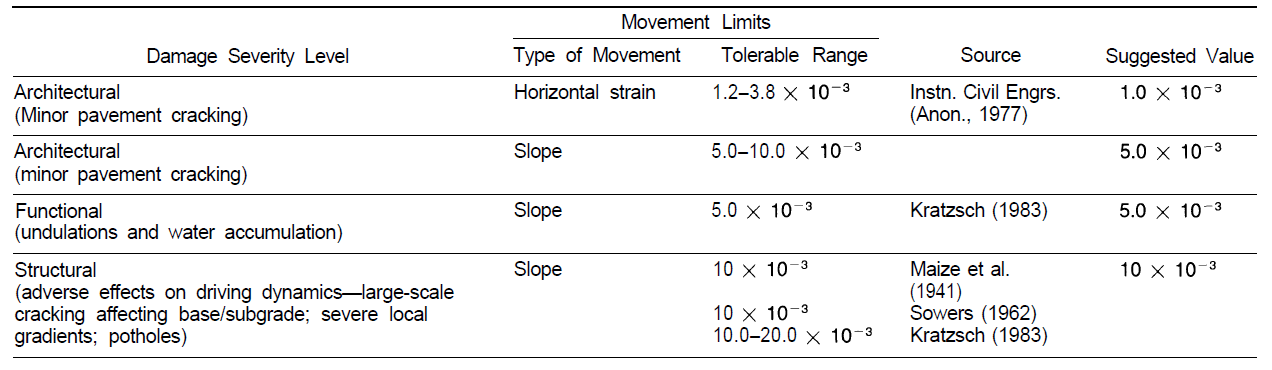 Movement Limits
Damage Severity Level Type of Movement Tolerable Range Source Suggested Value
Architectural Horizontal strain 1.2–3.8 × 10⁻³ Instn. Civil Engrs. 1.0 × 10⁻³
(Minor pavement cracking) (Anon., 1977)
Architectural Slope 5.0–10.0 × 10⁻³ 5.0 × 10⁻³
(minor pavement cracking)
Functional Slope 5.0 × 10⁻³ Kratzsch (1983) 5.0 × 10⁻³
(undulations and water accumulation)
Structural Slope 10 × 10⁻³ Maize et al. 10 × 10⁻³
(adverse effects on driving dynamics—large-scale (1941)
cracking affecting base/subgrade; severe local 10 × 10⁻³ Sowers (1962)
gradients; potholes) 10.0–20.0 × 10⁻³ Kratzsch (1983)